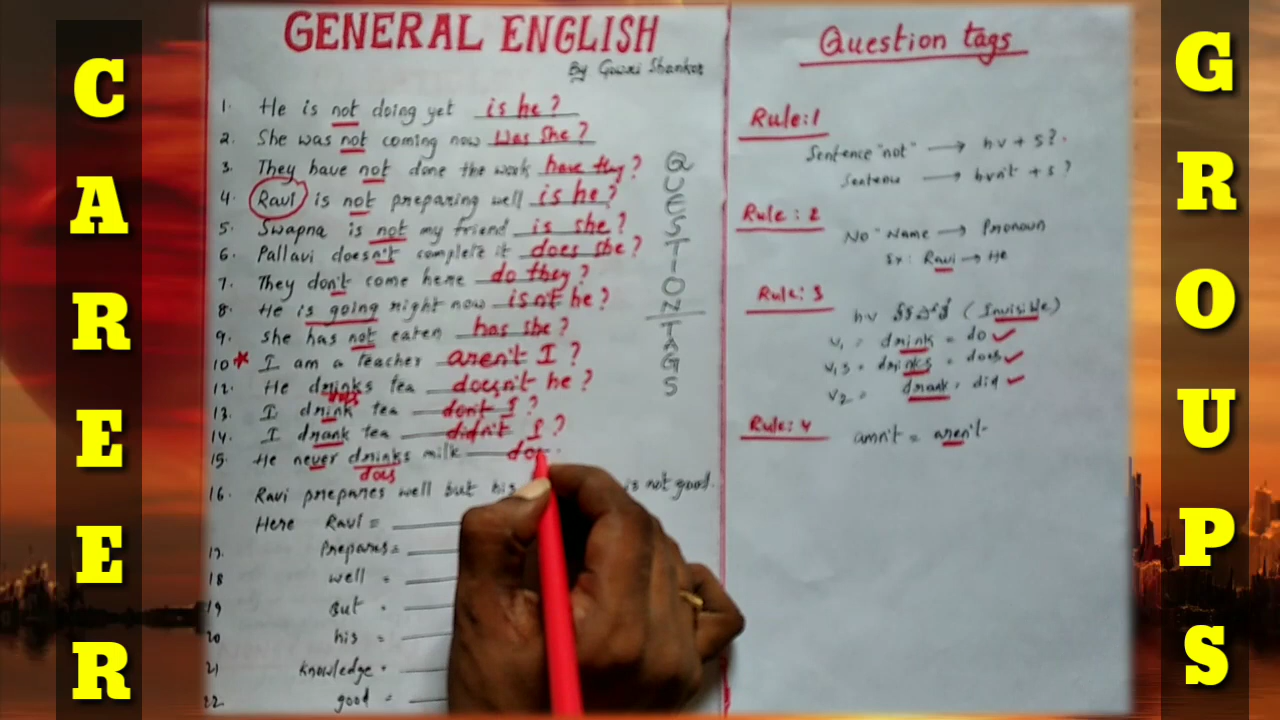 CAREER
GENERAL ENGLISH
By Gowri Shankar
1. He is not doing yet is he?
2. She was not coming now was she?
3. They have not done the work have they?
4. Ravi is not preparing well is he?
5. Swapna is not my friend is she?
6. Pallavi doesn't complete it does she?
7. They don't come here do they?
8. He is going right now isn't he?
9. She has not eaten has she?
10* I am a teacher aren't I?
12. He drinks tea doesn't he?
13. I drink tea don't I?
14. I drank tea didn't I?
15. He never drinks milk do
does
16. Ravi prepares well but his is not good.
Here Ravi =
17. Prepares =
18 well =
19 But =
20 his =
21 knowledge =
22 good =
QUESTION TAGS
Question tags
Rule:1
Sentence "not" → hv + s?
Sentence → hvn't + s?
Rule: 2
No "Name → Pronoun
Ex: Ravi → He
Rule: 3
hv (Invisible)
V1 = drink = do ✓
V1s = drinks = does ✓
V2 = drank = did ✓
Rule: 4
amn't = aren't
GROUPS